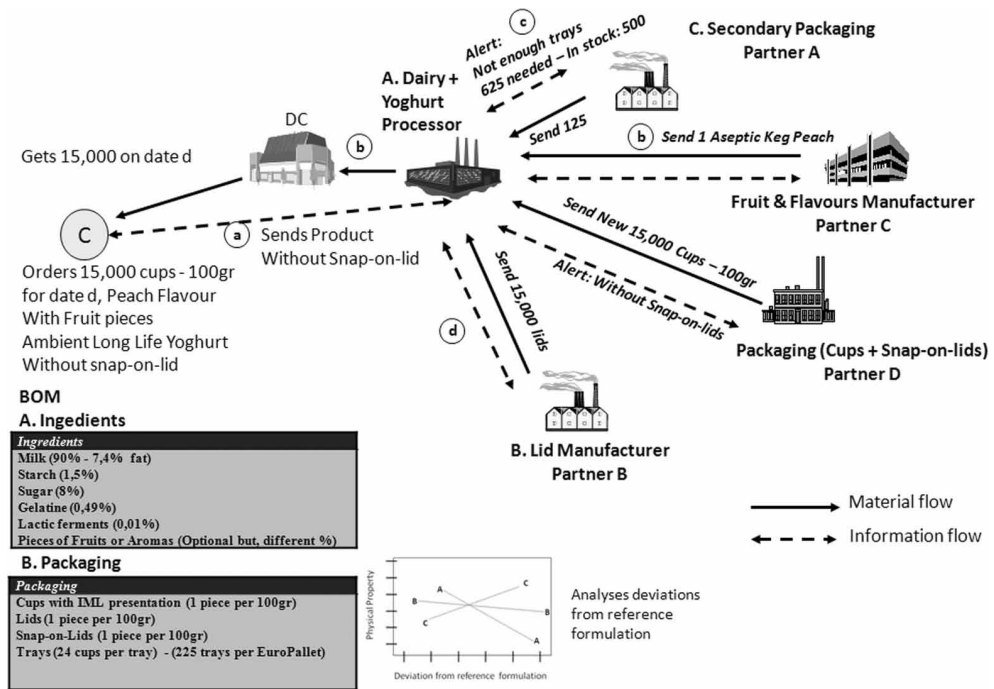 c
Alert:
Not enough trays
625 needed – In stock: 500
C. Secondary Packaging
Partner A
A. Dairy +
Yoghurt
Processor
Send 125
DC
b
b
Send 1 Aseptic Keg Peach
Gets 15,000 on date d
Fruit & Flavours Manufacturer
Partner C
C
a
Sends Product
Without Snap-on-lid
Send New 15,000 Cups – 100gr
Alert: Without Snap-on-lids
Orders 15,000 cups - 100gr
for date d, Peach Flavour
With Fruit pieces
Ambient Long Life Yoghurt
Without snap-on-lid
d
Send 15,000 lids
Packaging (Cups + Snap-on-lids)
Partner D
B. Lid Manufacturer
Partner B
BOM
A. Ingedients
Ingredients
Milk (90% - 7,4% fat)
Starch (1,5%)
Sugar (8%)
Gelatine (0,49%)
Lactic ferments (0,01%)
Pieces of Fruits or Aromas (Optional but, different %)
Material flow
Information flow
B. Packaging
Packaging
Cups with IML presentation (1 piece per 100gr)
Lids (1 piece per 100gr)
Snap-on-Lids (1 piece per 100gr)
Trays (24 cups per tray) - (225 trays per EuroPallet)
Physical Property
A
B
C
C
B
A
Deviation from reference formulation
Analyses deviations
from reference
formulation